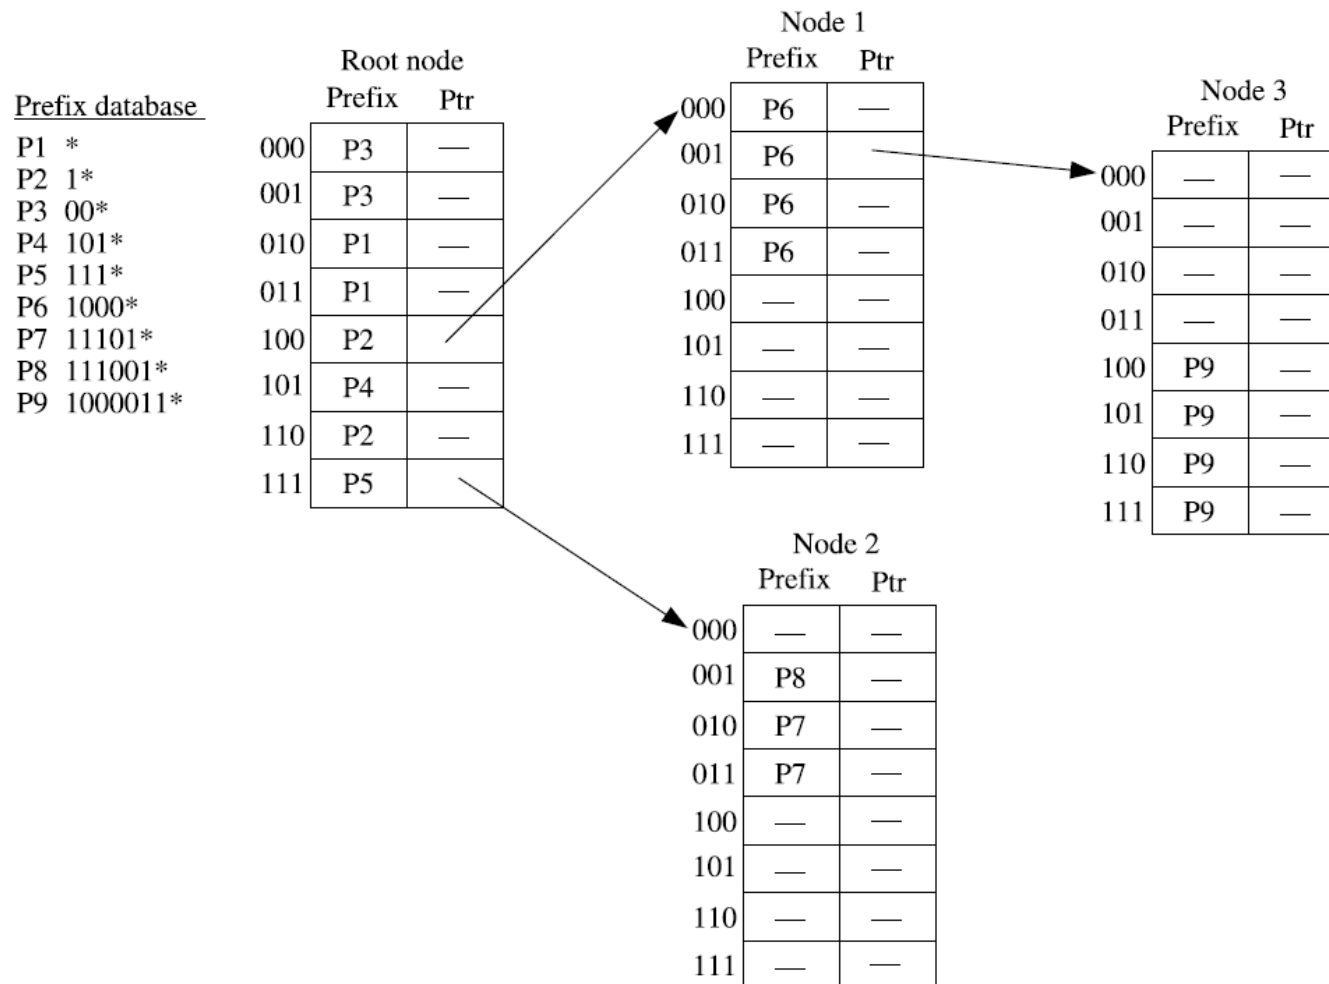 Prefix database
P1 *
P2 1*
P3 00*
P4 101*
P5 111*
P6 1000*
P7 11101*
P8 111001*
P9 1000011*
Root node
Prefix Ptr
000 P3 —
001 P3 —
010 P1 —
011 P1 —
100 P2
101 P4 —
110 P2 —
111 P5
Node 1
Prefix Ptr
000 P6 —
001 P6
010 P6 —
011 P6 —
100 — —
101 — —
110 — —
111 — —
Node 3
Prefix Ptr
000 — —
001 — —
010 — —
011 — —
100 P9 —
101 P9 —
110 P9 —
111 P9 —
Node 2
Prefix Ptr
000 — —
001 P8 —
010 P7 —
011 P7 —
100 — —
101 — —
110 — —
111 — —